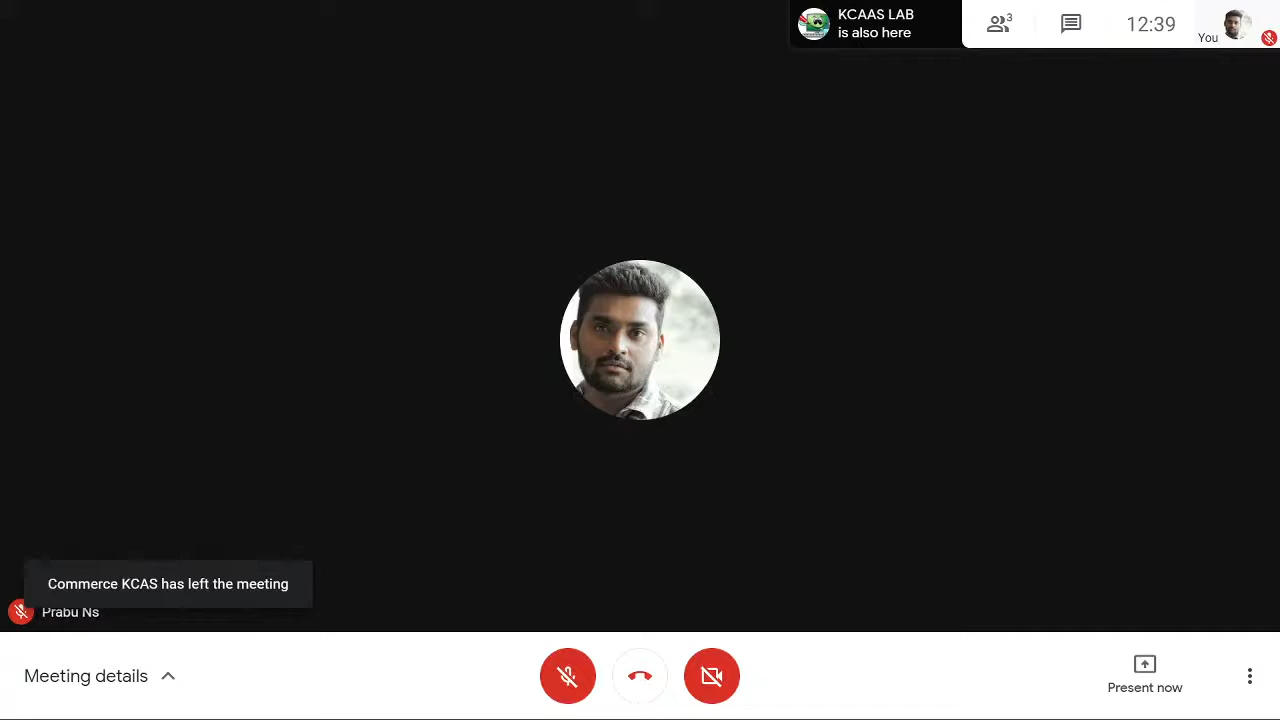 KCAAS LAB
is also here
3
12:39
You
Commerce KCAS has left the meeting
Prabu Ns
Meeting details
Present now